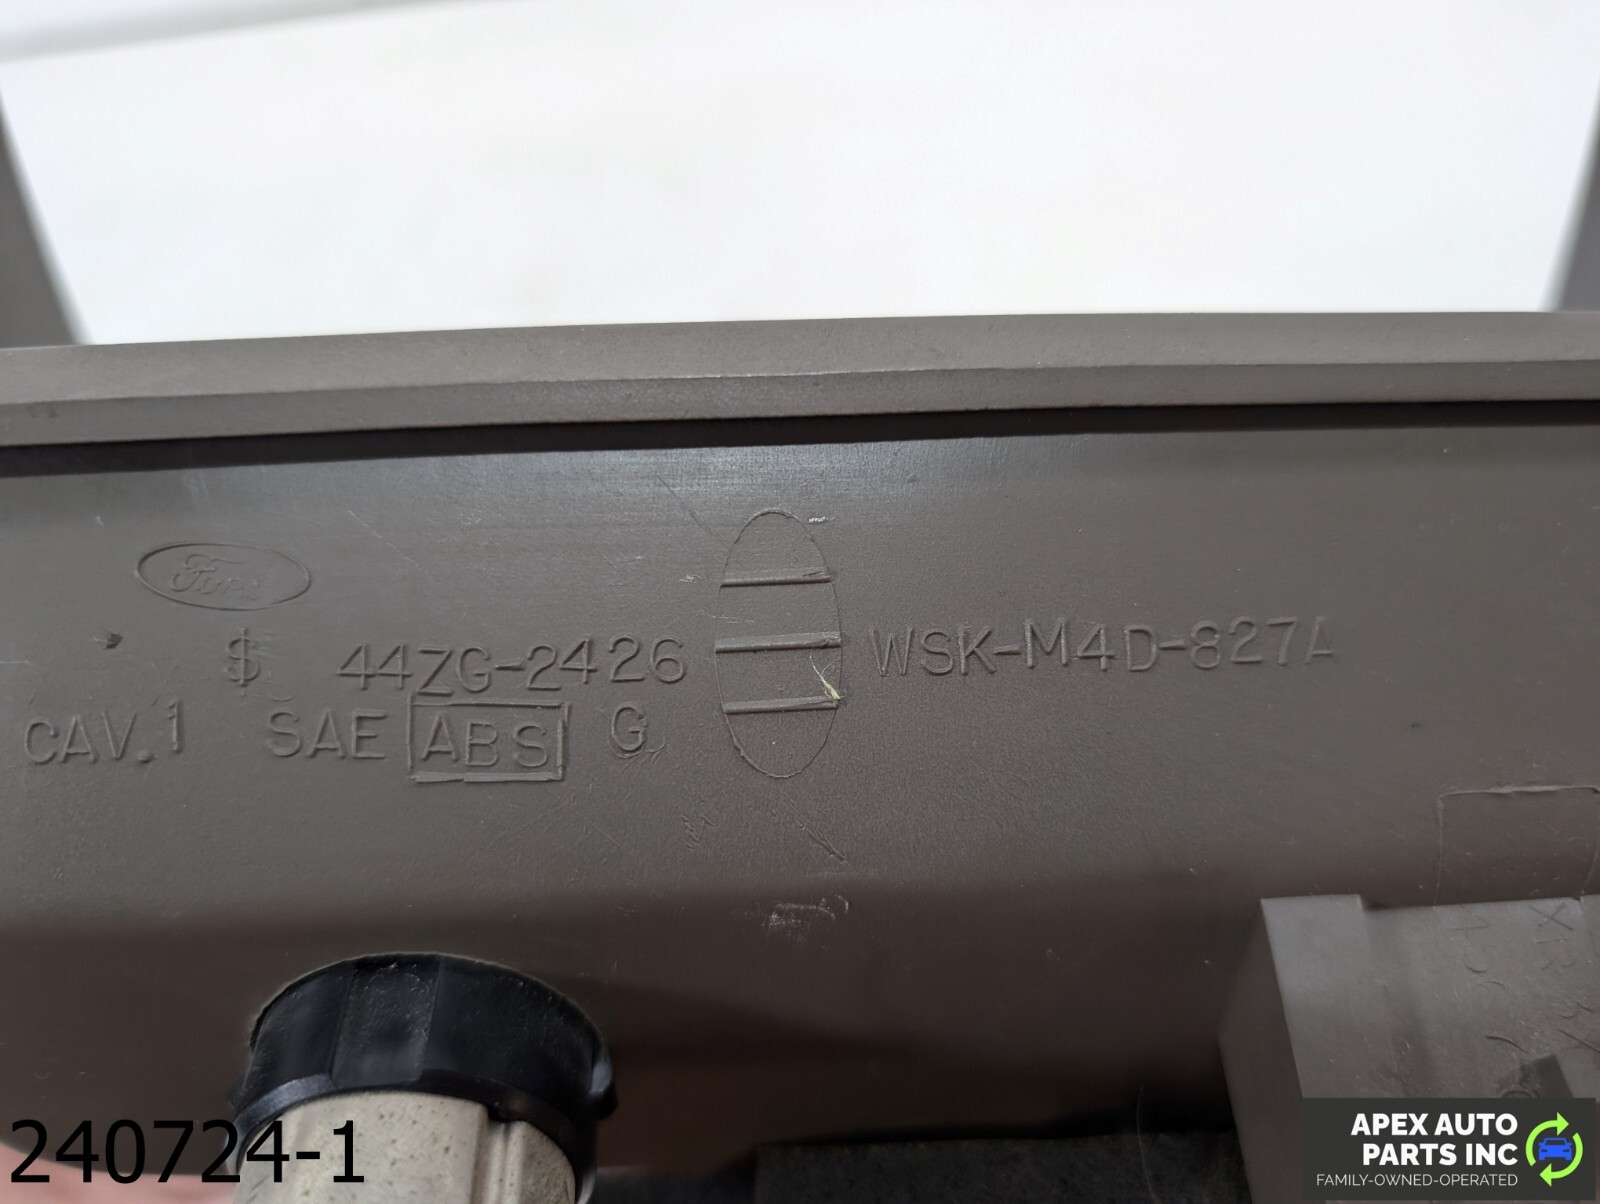 Ford
$ 44ZG-2426 WSK-M4D-827A
CAV.1 SAE ABS G
240724-1
APEX AUTO
PARTS INC
FAMILY-OWNED-OPERATED